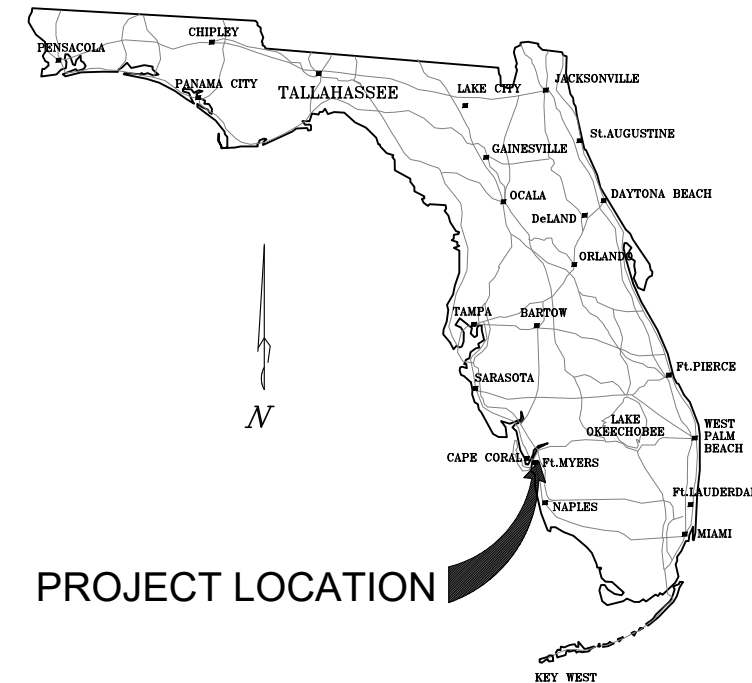 CHIPLEY
PENSACOLA
PANAMA CITY
TALLAHASSEE
LAKE CITY
JACKSONVILLE
St.AUGUSTINE
GAINESVILLE
OCALA
DAYTONA BEACH
DeLAND
ORLANDO
TAMPA
BARTOW
Ft.PIERCE
SARASOTA
N
LAKE
OKEECHOBEE
WEST
PALM
BEACH
CAPE CORAL
Ft.MYERS
Ft.LAUDERDA
NAPLES
MIAMI
PROJECT LOCATION
KEY WEST